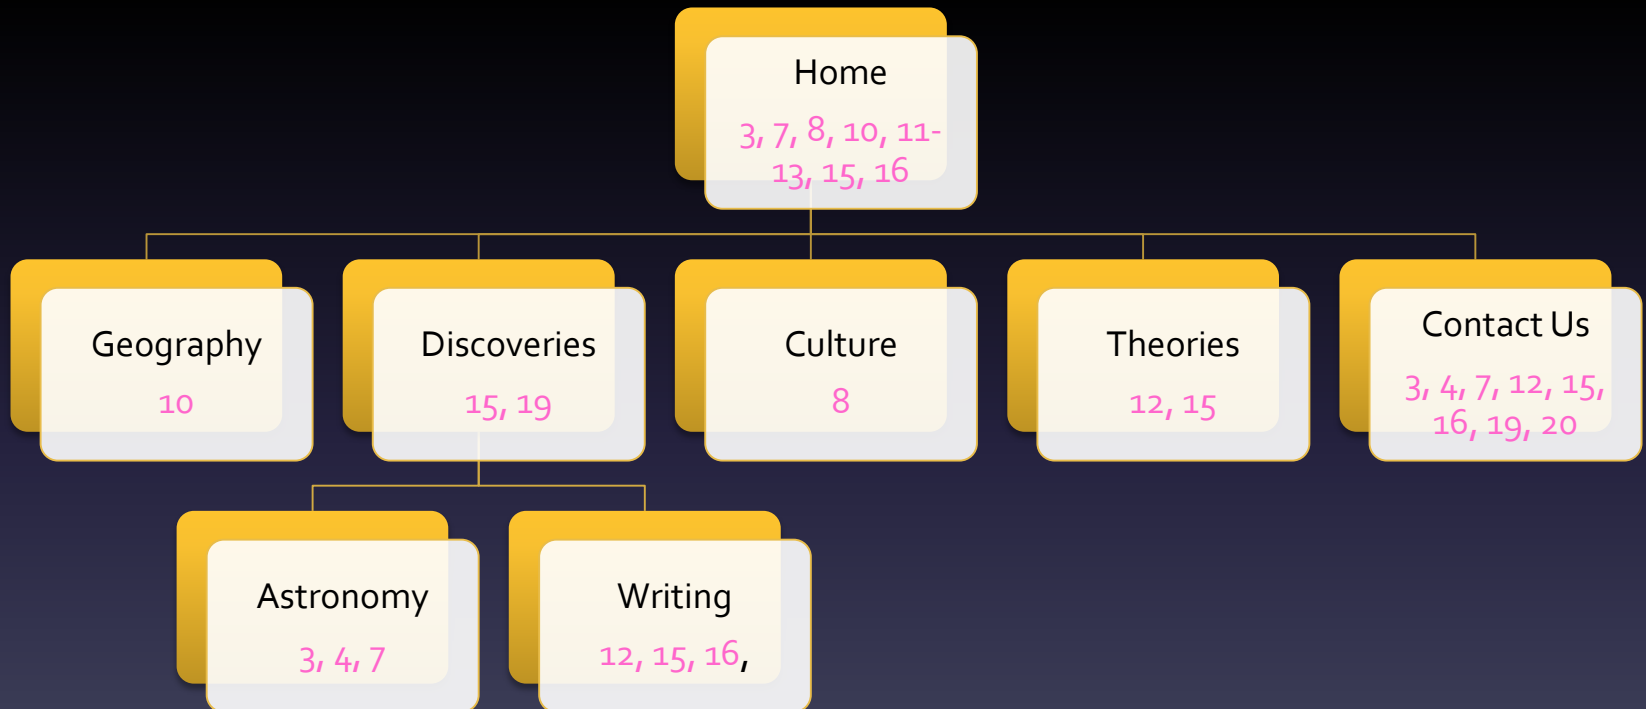 Home
3, 7, 8, 10, 11-
13, 15, 16
Geography
10
Discoveries
15, 19
Culture
8
Theories
12, 15
Contact Us
3, 4, 7, 12, 15,
16, 19, 20
Astronomy
3, 4, 7
Writing
12, 15, 16,